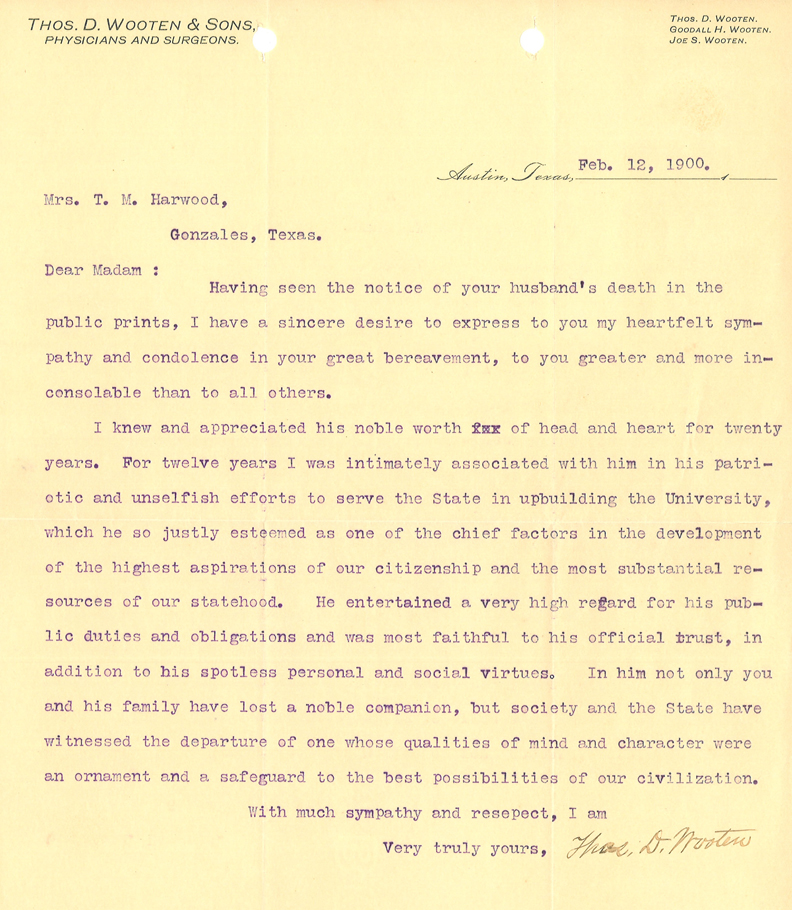 THOS. D. WOOTEN & SONS,
PHYSICIANS AND SURGEONS.
THOS. D. WOOTEN.
GOODALL H. WOOTEN.
JOE S. WOOTEN.
Austin, Texas, Feb. 12, 1900.
Mrs. T. M. Harwood,
Gonzales, Texas.
Dear Madam :
Having seen the notice of your husband's death in the
public prints, I have a sincere desire to express to you my heartfelt sym-
pathy and condolence in your great bereavement, to you greater and more in-
consolable than to all others.
I knew and appreciated his noble worth of head and heart for twenty
years. For twelve years I was intimately associated with him in his patri-
otic and unselfish efforts to serve the State in upbuilding the University,
which he so justly esteemed as one of the chief factors in the development
of the highest aspirations of our citizenship and the most substantial re-
sources of our statehood. He entertained a very high regard for his pub-
lic duties and obligations and was most faithful to his official trust, in
addition to his spotless personal and social virtues. In him not only you
and his family have lost a noble companion, but society and the State have
witnessed the departure of one whose qualities of mind and character were
an ornament and a safeguard to the best possibilities of our civilization.
With much sympathy and resepect, I am
Very truly yours, Thos. D. Wooten